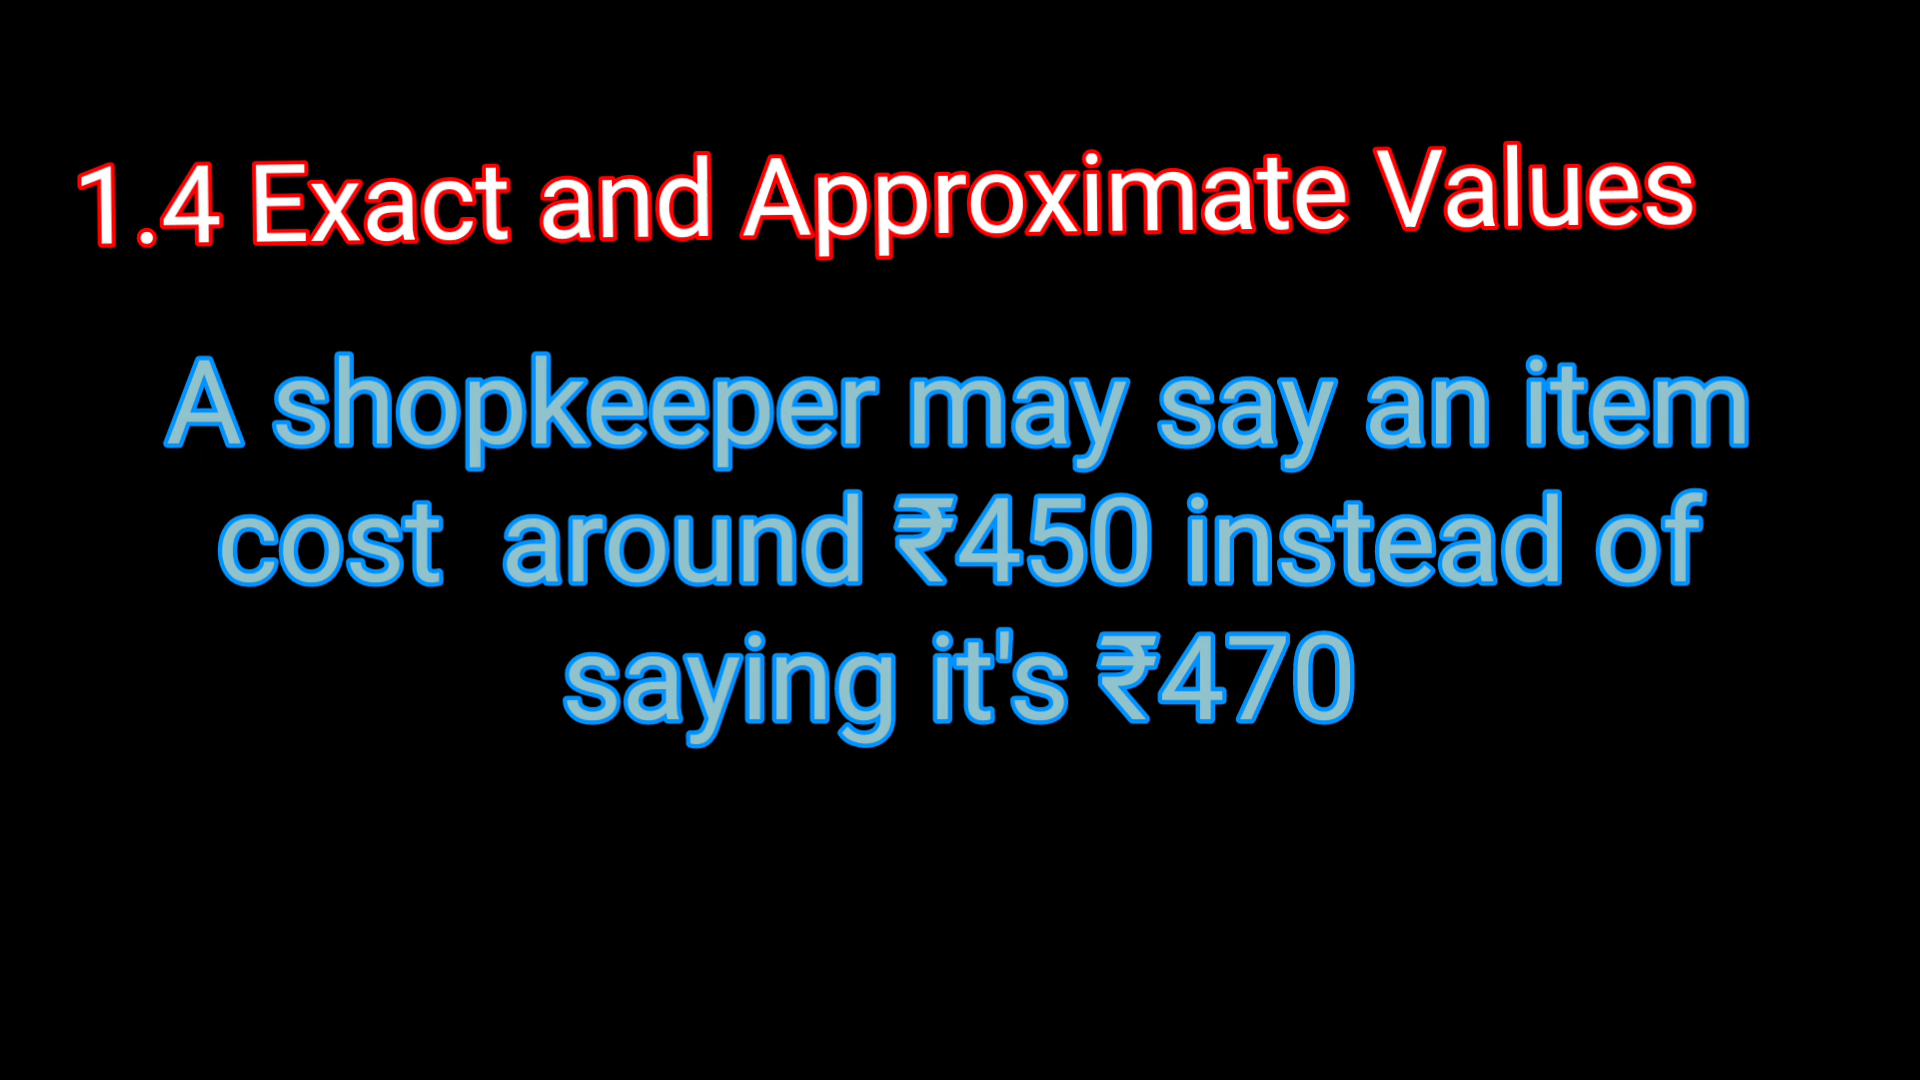 1.4 Exact and Approximate Values
A shopkeeper may say an item
cost  around ₹450 instead of
saying it's ₹470